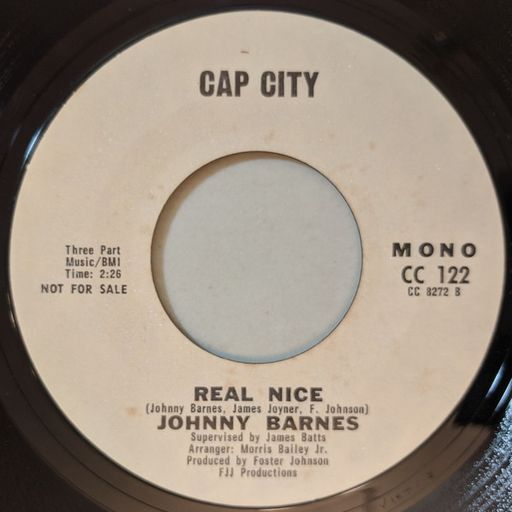 CAP CITY
Three Part
Music/BMI
Time: 2:26
NOT FOR SALE
MONO
CC 122
CC 8272 B
REAL NICE
(Johnny Barnes, James Joyner, F. Johnson)
JOHNNY BARNES
Supervised by James Batts
Arranger: Morris Bailey Jr.
Produced by Foster Johnson
FJJ Productions